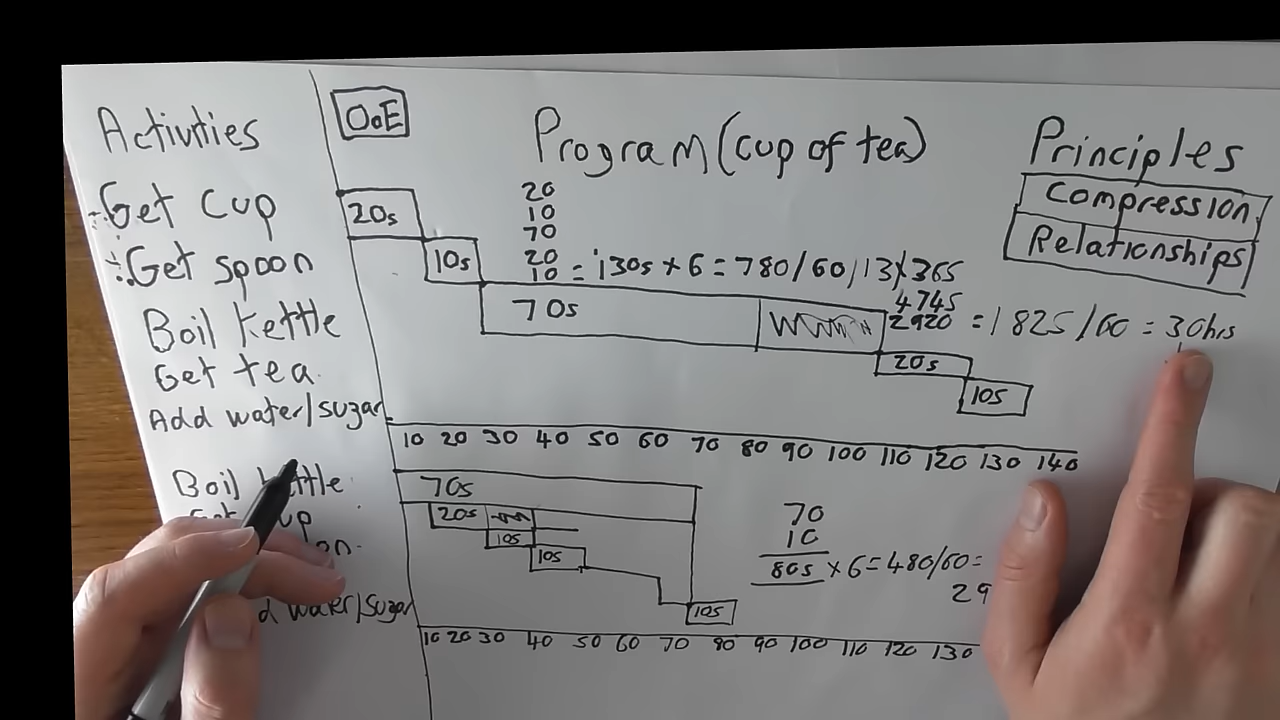 Activities
OoE
Program (cup of tea)
Principles
Compression
Relationships
Get cup
Get spoon
Boil kettle
Get tea
Add water/sugar
20s
10s
70s
20s
10s
20
10
70
20
10 = 130s x 6 = 780/60, 13 x 365
4745
2920 = 1825/60 = 30hrs
10 20 30 40 50 60 70 80 90 100 110 120 130 140
Boil kettle
up
on
d water/sugar
70s
20s
10s
10s
10s
70
10
80s x 6 = 480/60 =
29
10 20 30 40 50 60 70 80 90 100 110 120 130